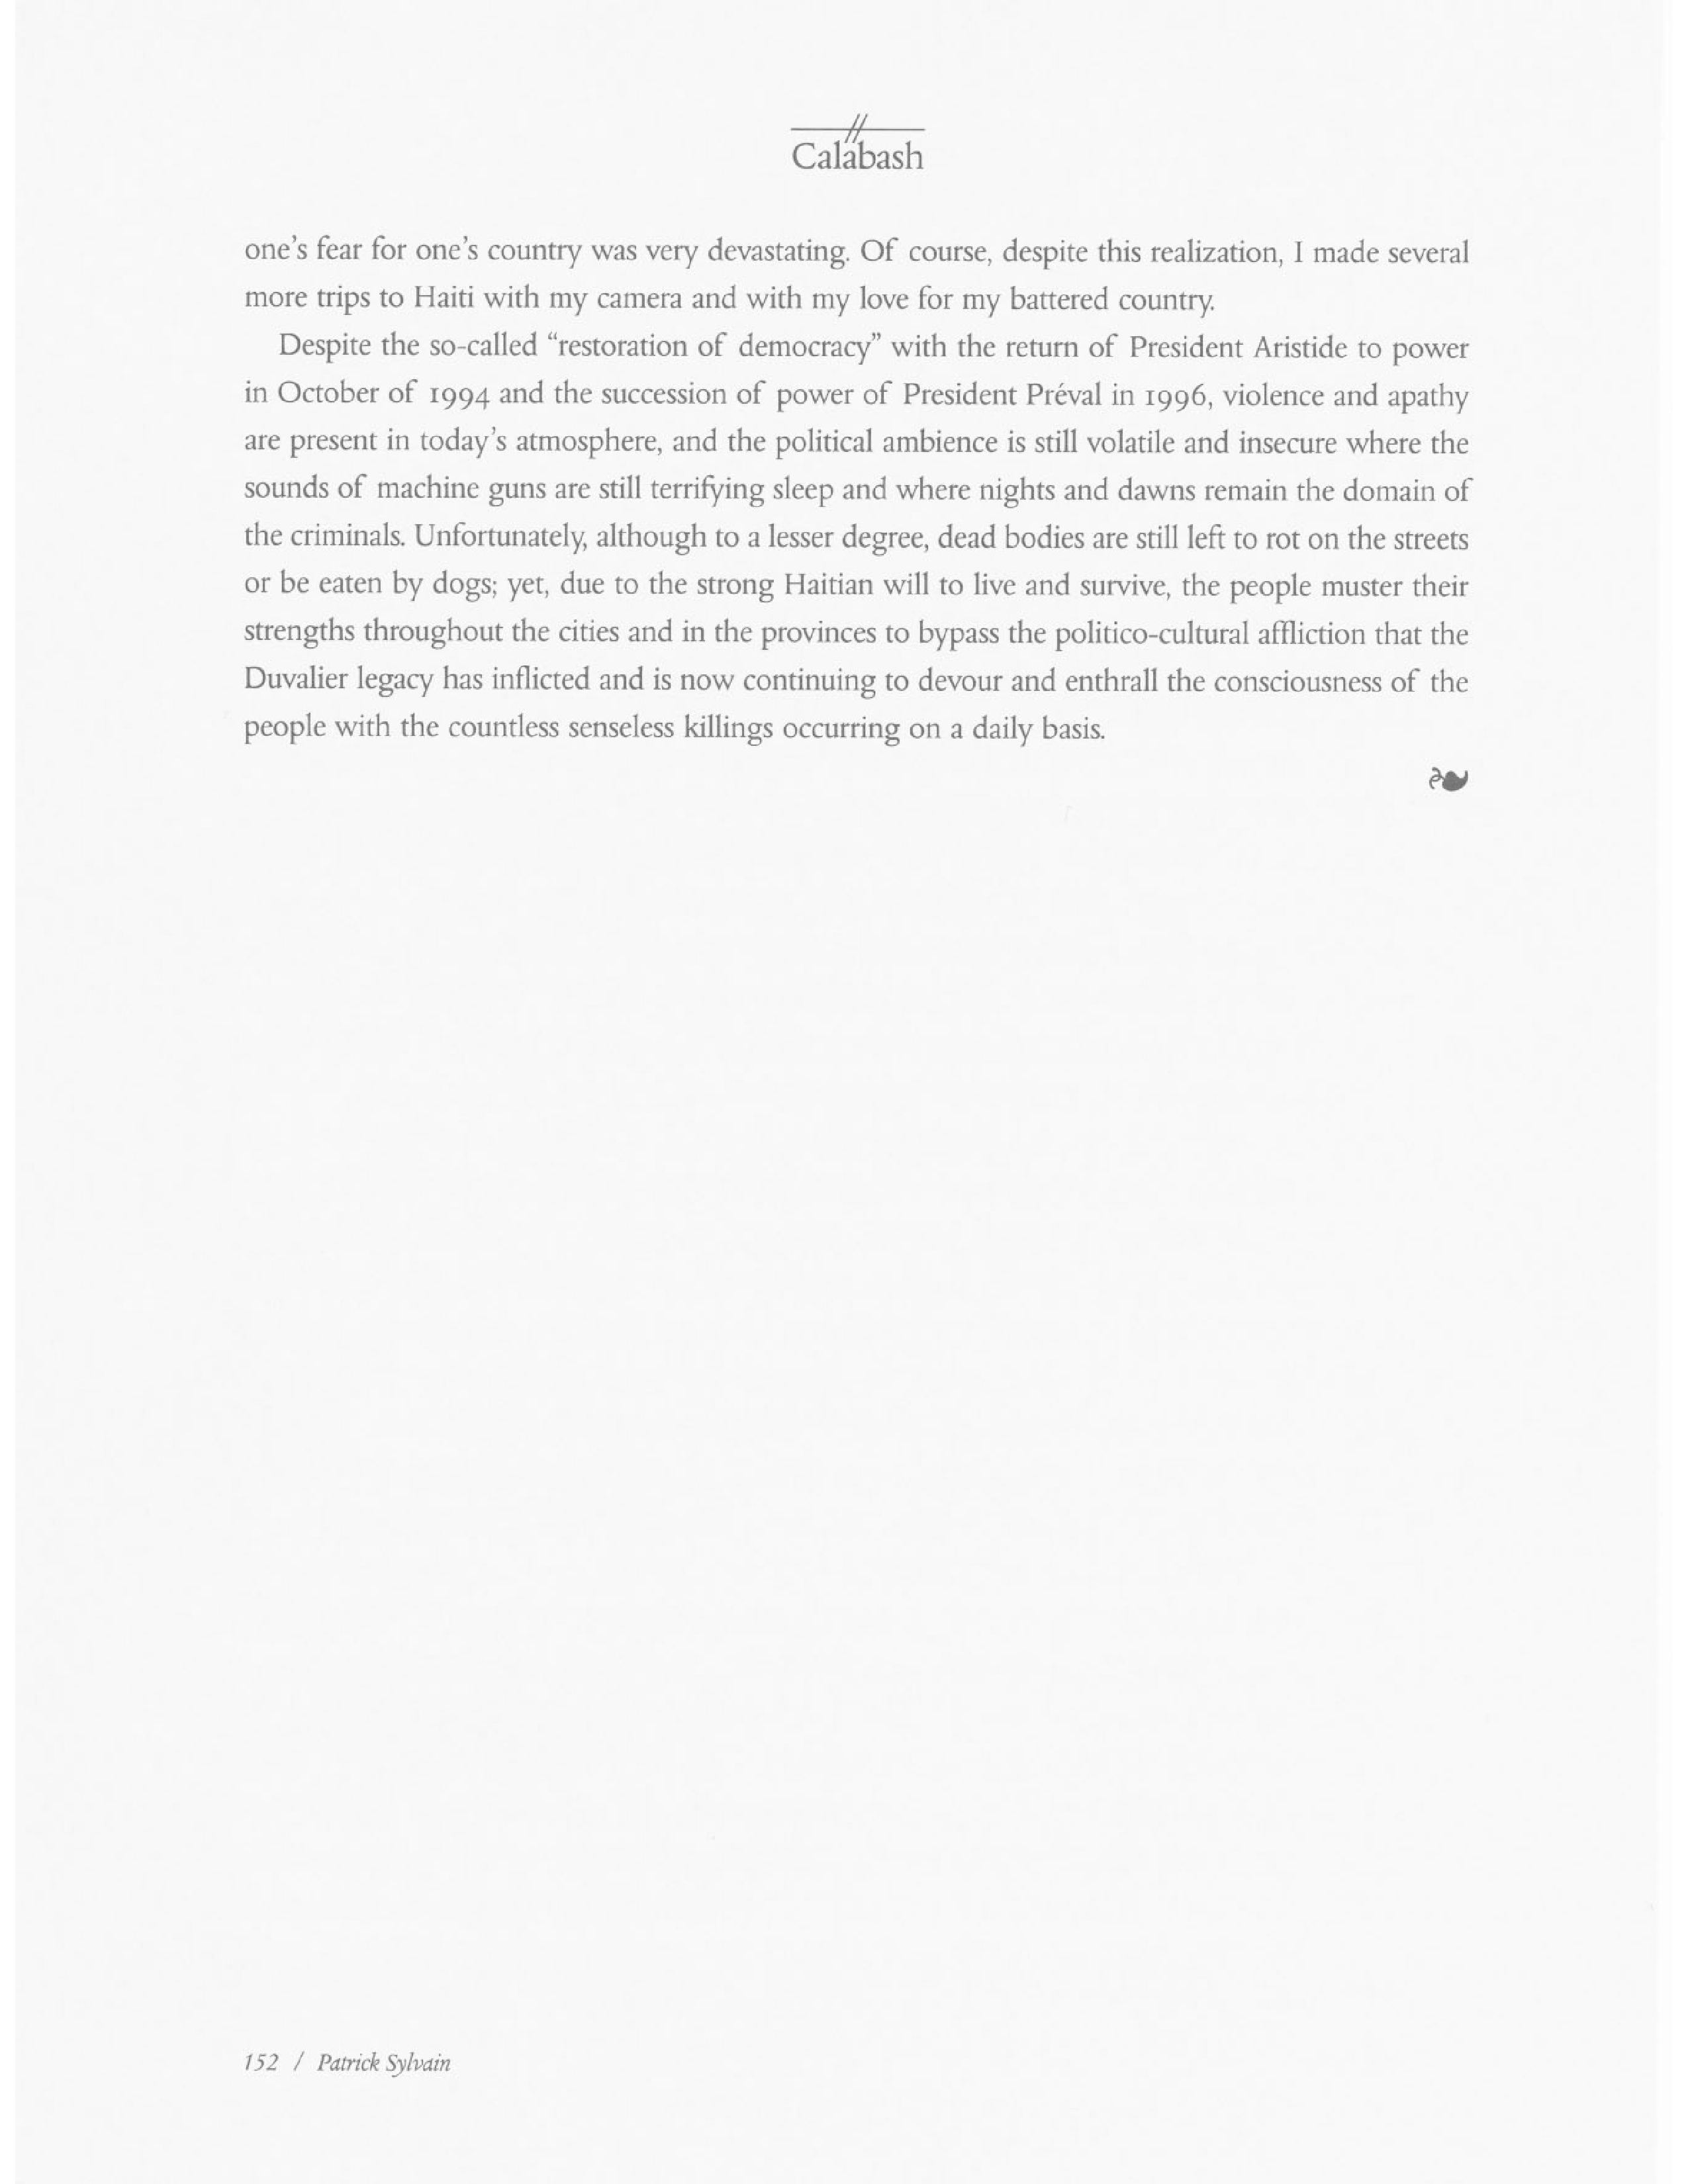 Calabash
one's fear for one's country was very devastating. Of course, despite this realization, I made several
more trips to Haiti with my camera and with my love for my battered country.
Despite the so-called “restoration of democracy” with the return of President Aristide to power
in October of 1994 and the succession of power of President Préval in 1996, violence and apathy
are present in today's atmosphere, and the political ambience is still volatile and insecure where the
sounds of machine guns are still terrifying sleep and where nights and dawns remain the domain of
the criminals. Unfortunately, although to a lesser degree, dead bodies are still left to rot on the streets
or be eaten by dogs; yet, due to the strong Haitian will to live and survive, the people muster their
strengths throughout the cities and in the provinces to bypass the politico-cultural affliction that the
Duvalier legacy has inflicted and is now continuing to devour and enthrall the consciousness of the
people with the countless senseless killings occurring on a daily basis.
152 / Patrick Sylvain